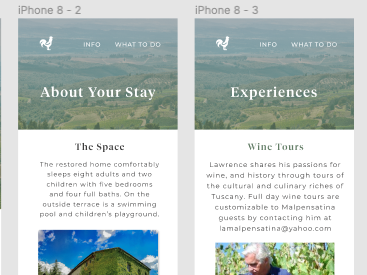 iPhone 8 - 2
INFO WHAT TO DO
About Your Stay
The Space
The restored home comfortably
sleeps eight adults and two
children with five bedrooms
and four full baths. On the
outside terrace is a swimming
pool and children's playground.
iPhone 8 - 3
INFO WHAT TO DO
Experiences
Wine Tours
Lawrence shares his passions for
wine, and history through tours of
the cultural and culinary riches of
Tuscany. Full day wine tours are
customizable to Malpensatina
guests by contacting him at
lamalpensatina@yahoo.com